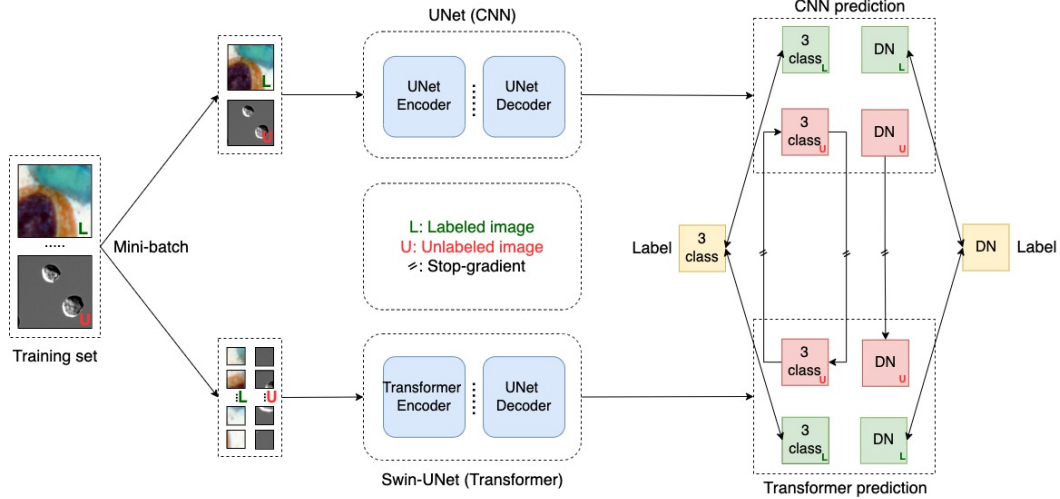 UNet (CNN)
CNN prediction
UNet
Encoder
UNet
Decoder
3
class
L
DN
L
L
U
3
class
U
DN
U
L
.....
U
Training set
Mini-batch
L: Labeled image
U: Unlabeled image
≠: Stop-gradient
Label
3
class
DN
Label
L
U
Transformer
Encoder
UNet
Decoder
3
class
U
DN
U
3
class
L
DN
L
Swin-UNet (Transformer)
Transformer prediction